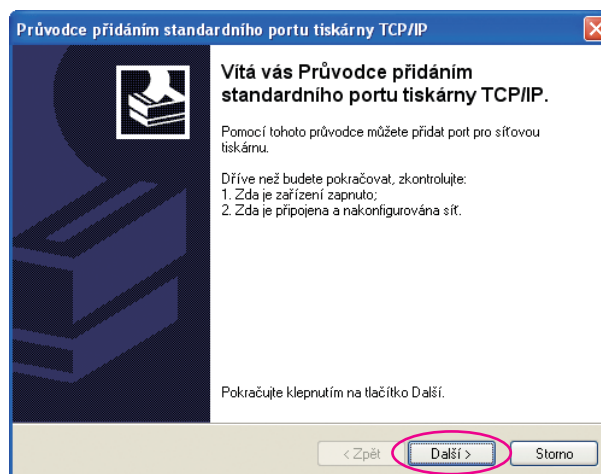 Průvodce přidáním standardního portu tiskárny TCP/IP
Vítá vás Průvodce přidáním
standardního portu tiskárny TCP/IP.
Pomocí tohoto průvodce můžete přidat port pro síťovou
tiskárnu.
Dříve než budete pokračovat, zkontrolujte:
1. Zda je zařízení zapnuto;
2. Zda je připojena a nakonfigurována síť.
Pokračujte klepnutím na tlačítko Další.
< Zpět
Další >
Storno